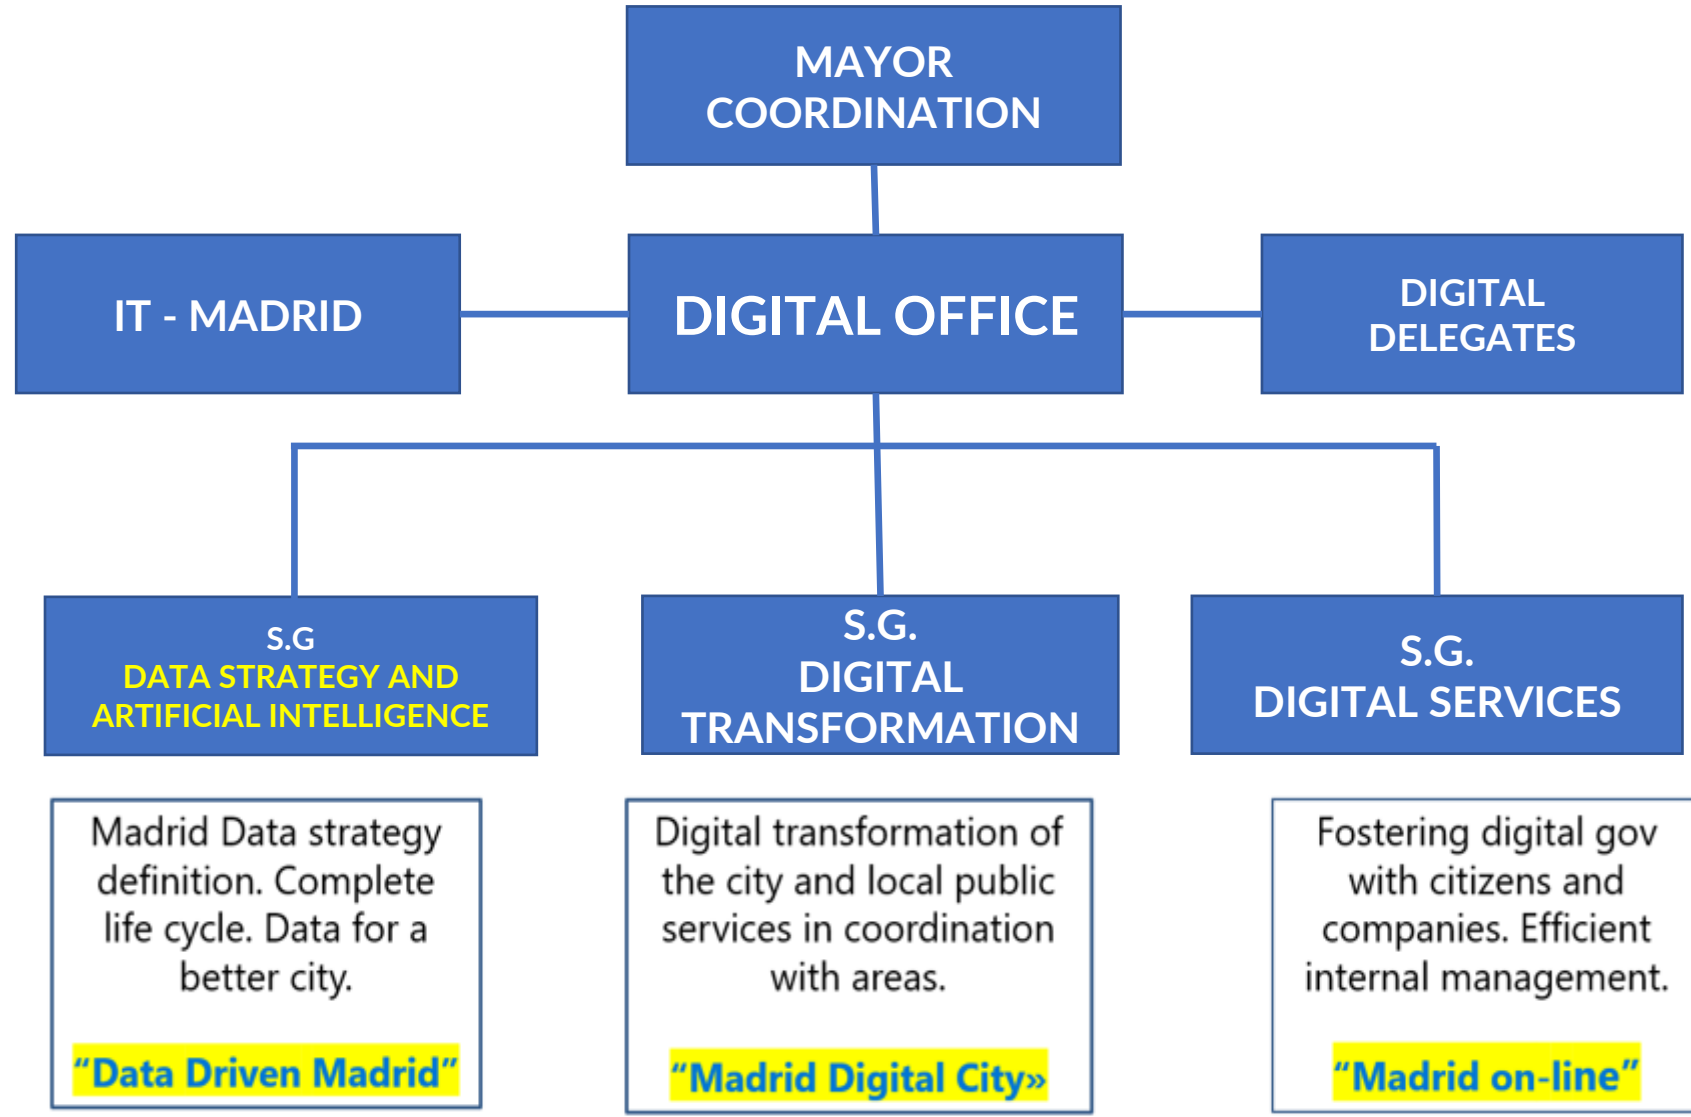 MAYOR
COORDINATION
IT - MADRID
DIGITAL OFFICE
DIGITAL
DELEGATES
S.G
DATA STRATEGY AND
ARTIFICIAL INTELLIGENCE
S.G.
DIGITAL
TRANSFORMATION
S.G.
DIGITAL SERVICES
Madrid Data strategy
definition. Complete
life cycle. Data for a
better city.
“Data Driven Madrid”
Digital transformation of
the city and local public
services in coordination
with areas.
“Madrid Digital City»
Fostering digital gov
with citizens and
companies. Efficient
internal management.
“Madrid on-line”